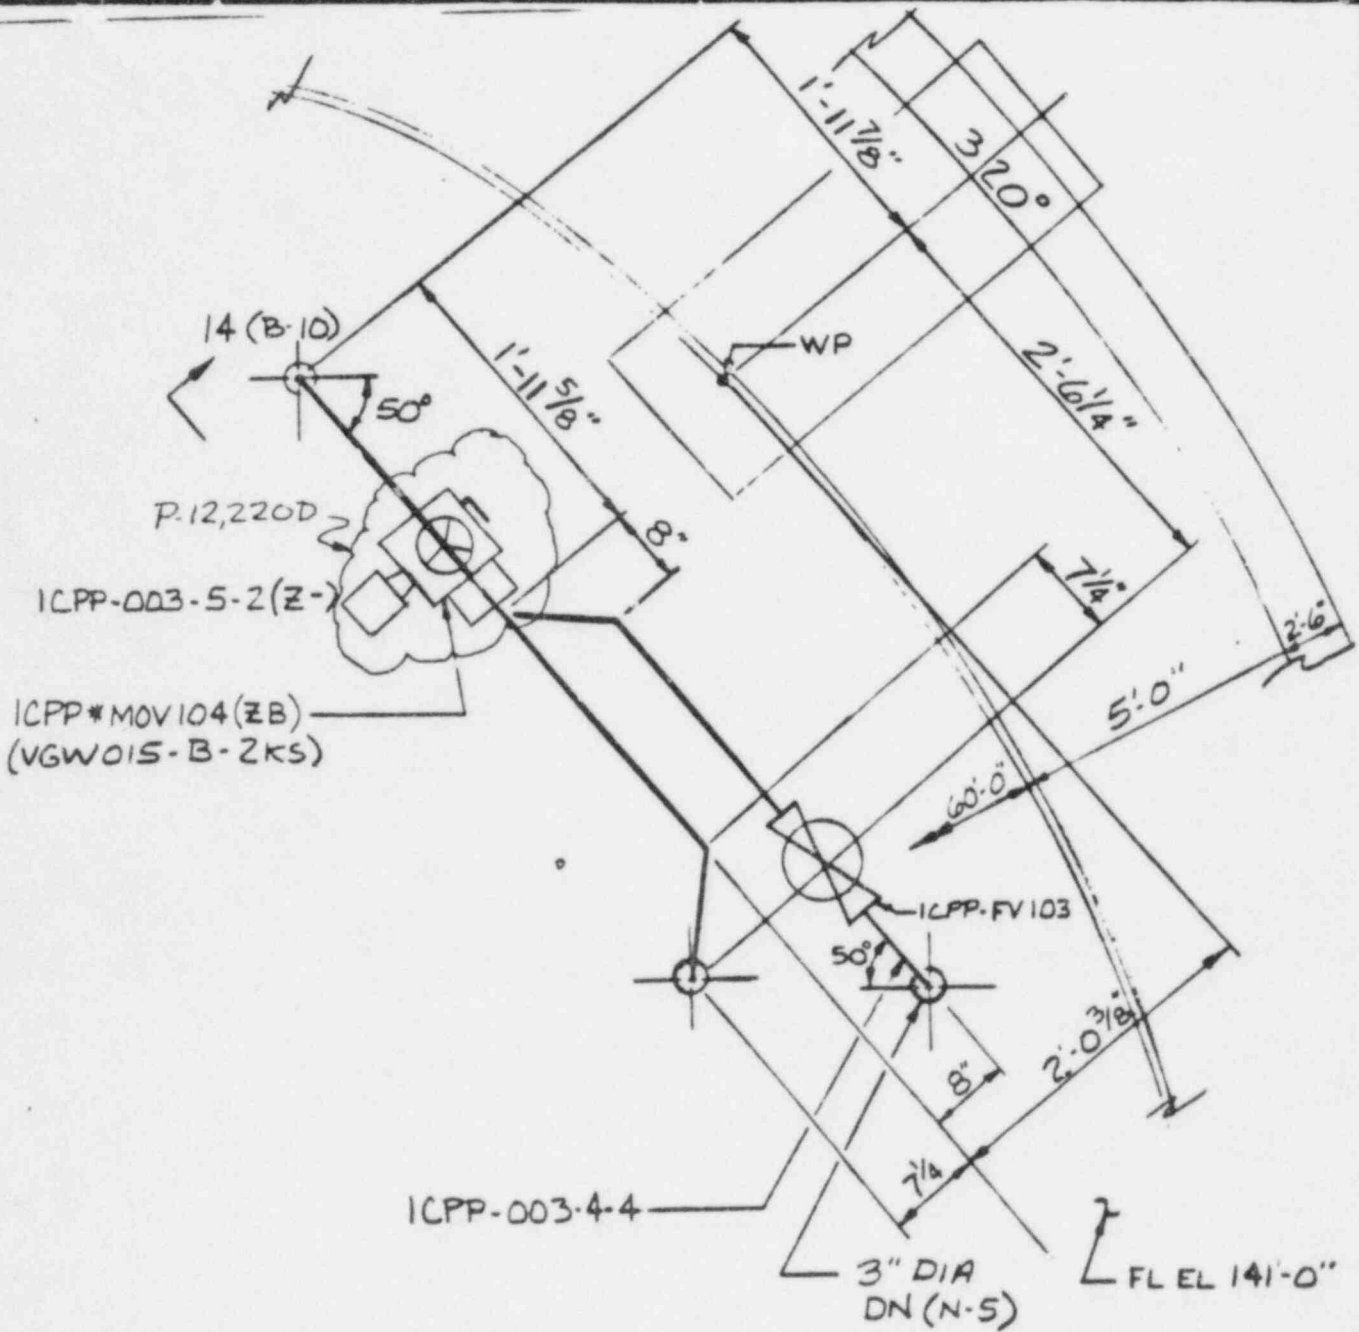 1'-11 7/8"
320°
14 (B-10)
50°
1'-11 5/8"
WP
2'-6 1/4"
P-12,220D
8"
7 1/4"
ICPP-003-5-2(Z-)
2'-6"
ICPP*MOV104(ZB)
(VGW015-B-2KS)
5'-0"
60'-0"
ICPP-FV103
50°
2'-0 3/8"
8"
7 1/4
ICPP-003-4-4
3" DIA
DN (N-5)
FL EL 141'-0"